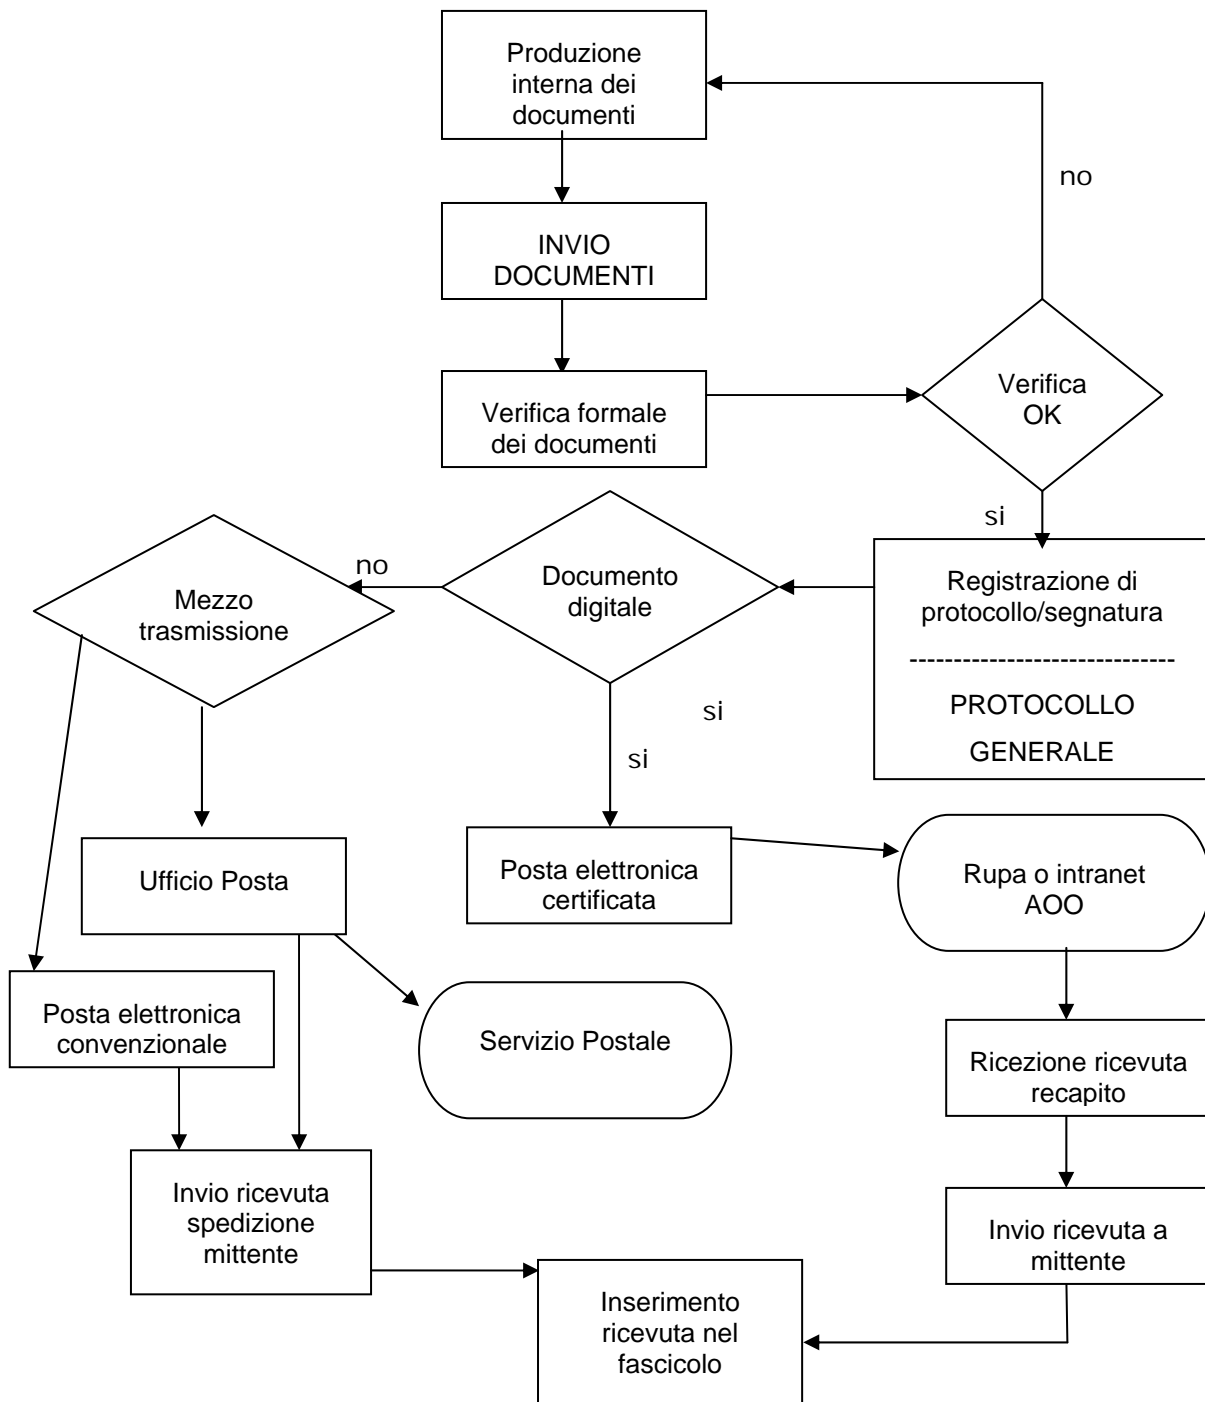 Produzione
interna dei
documenti
no
INVIO
DOCUMENTI
Verifica formale
dei documenti
Verifica
OK
si
Registrazione di
protocollo/segnatura
------------------------------
PROTOCOLLO
GENERALE
Documento
digitale
no
Mezzo
trasmissione
si
si
Ufficio Posta
Posta elettronica
certificata
Rupa o intranet
AOO
Posta elettronica
convenzionale
Servizio Postale
Ricezione ricevuta
recapito
Invio ricevuta
spedizione
mittente
Invio ricevuta a
mittente
Inserimento
ricevuta nel
fascicolo